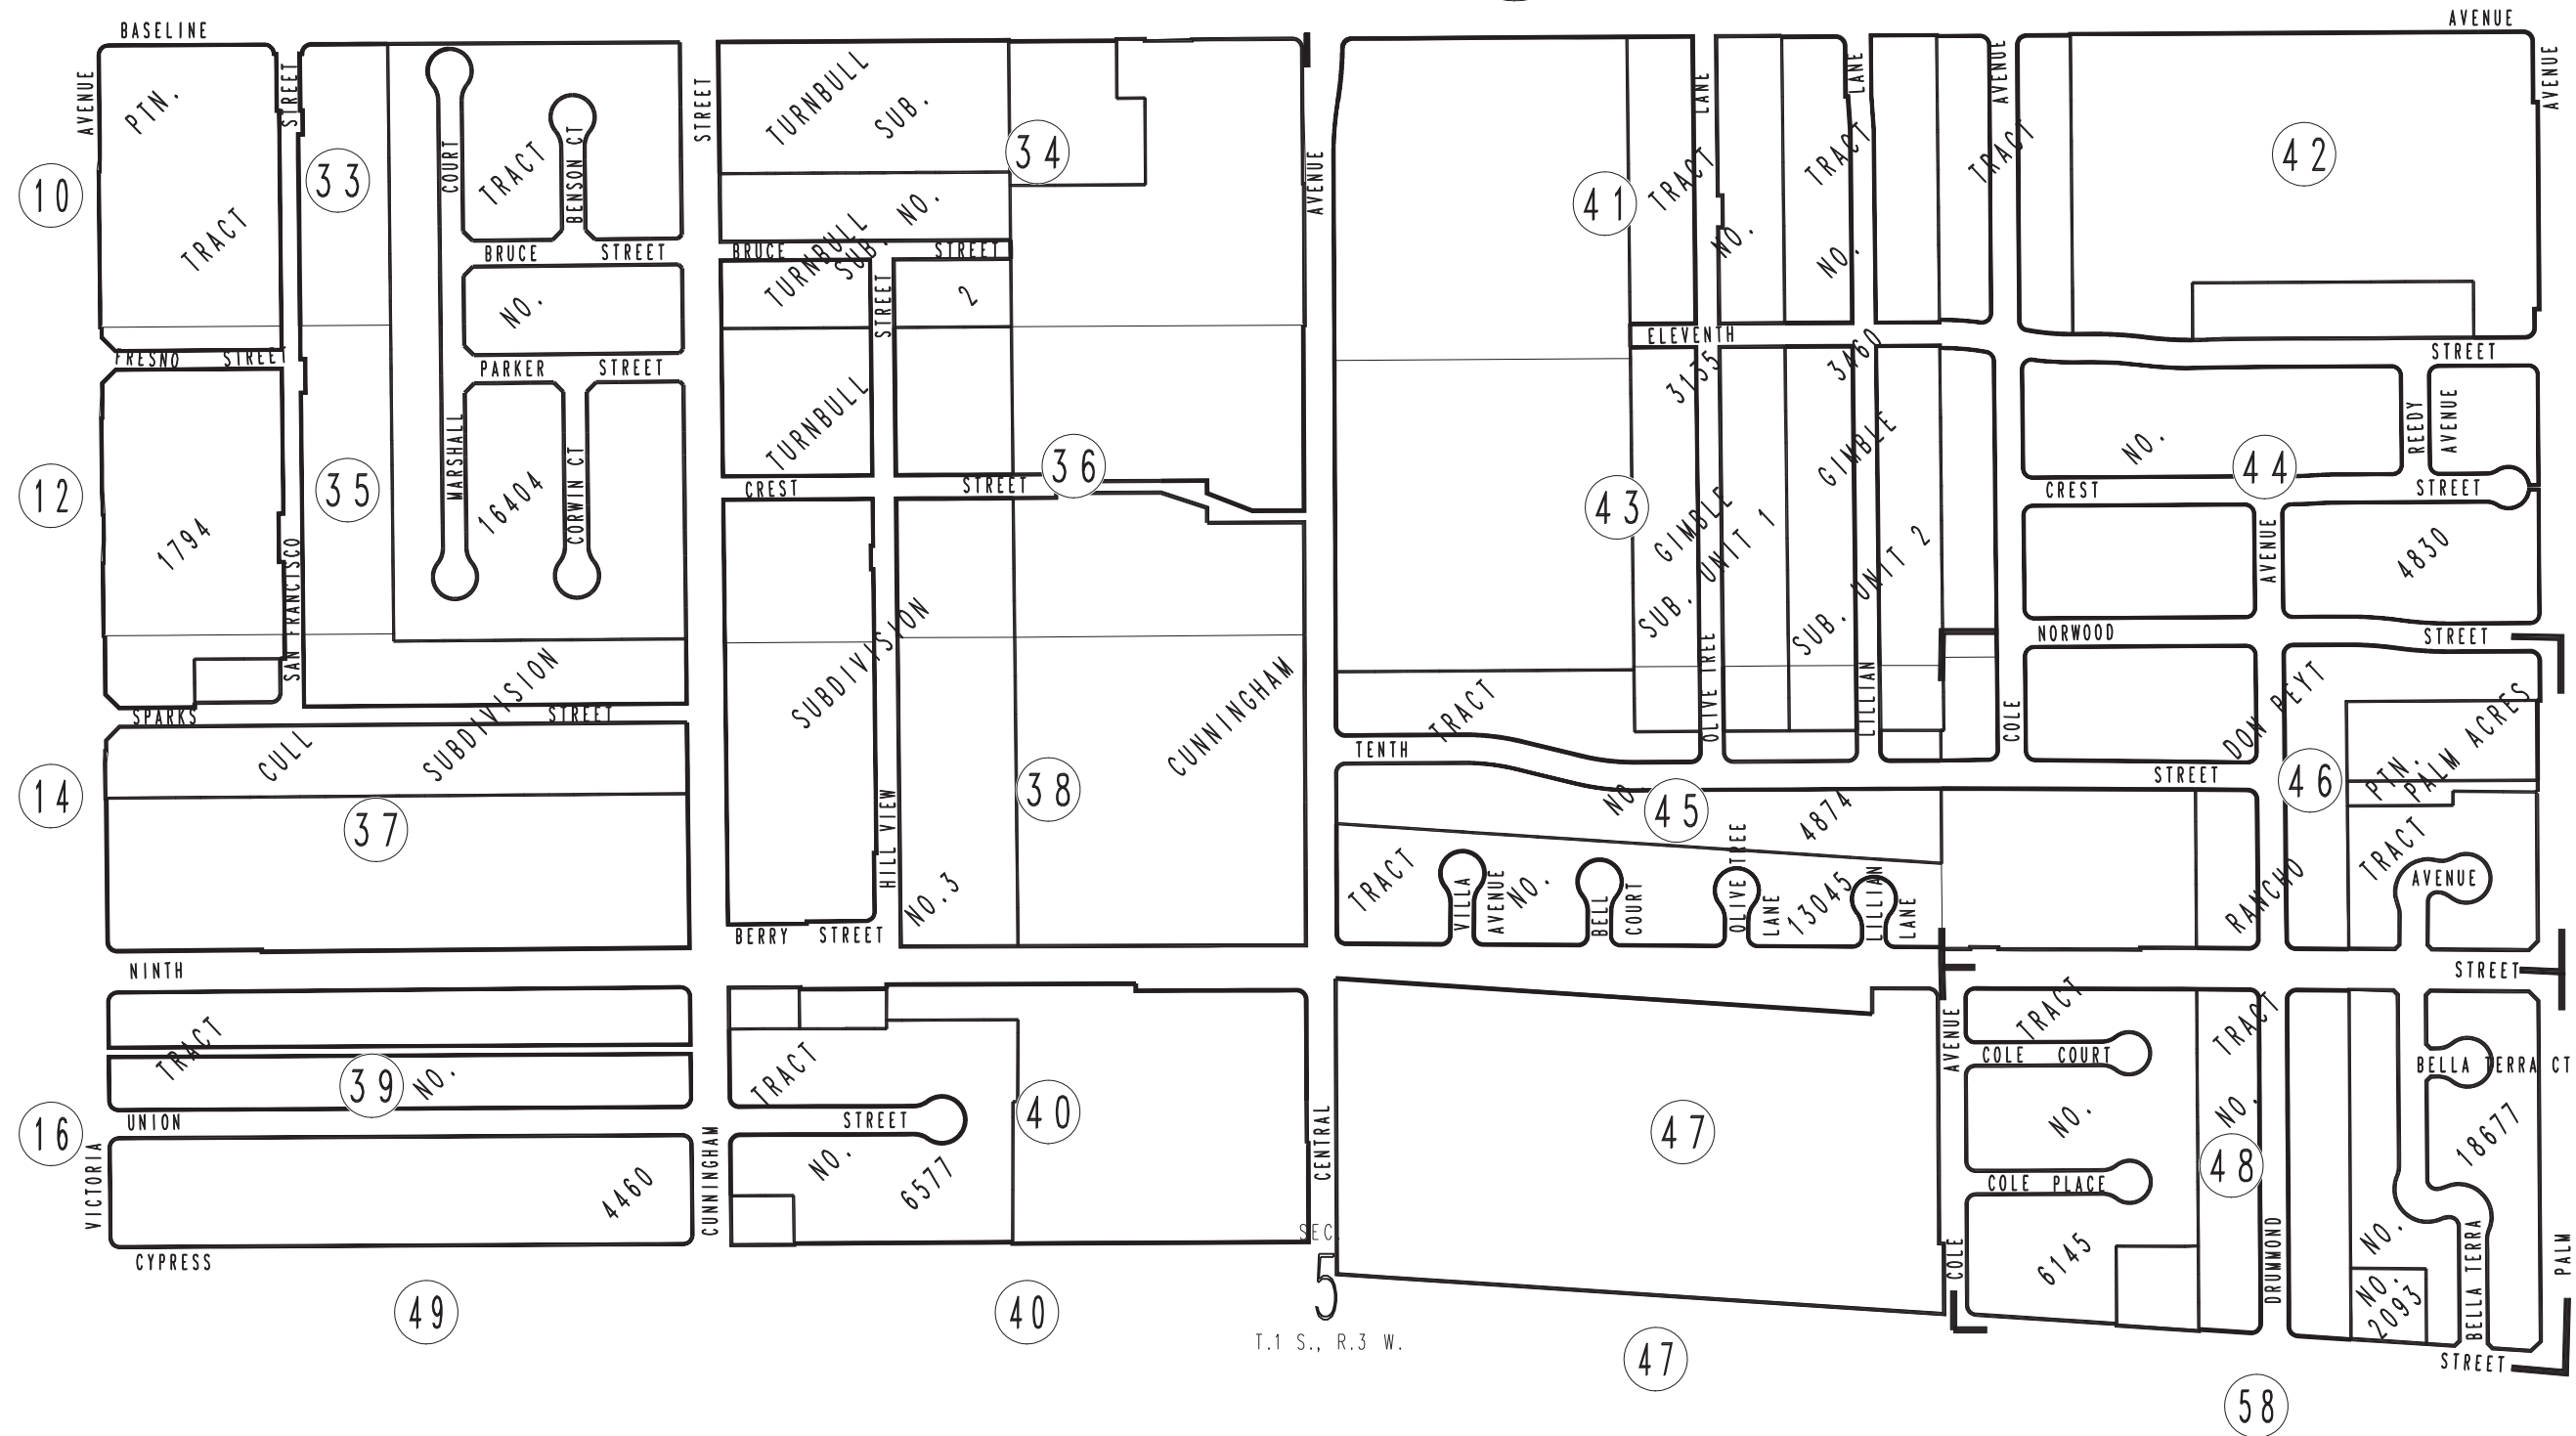 BASELINE AVENUE
AVENUE
PTN.
TRACT
1794
STREET
SAN FRANCISCO
10
12
14
16
33
35
COURT
MARSHALL
TRACT
NO.
16404
BENSON CT
BRUCE STREET
PARKER STREET
CORWIN CT
STREET
FRESNO STREET
SPARKS STREET
CULL SUBDIVISION
37
NINTH STREET
TRACT NO. 4460
39
UNION STREET
VICTORIA
CUNNINGHAM
CYPRESS STREET
49
TURNBULL SUB.
34
TURNBULL SUB. NO. 2
BRUCE STREET
STREET
HILL VIEW
TURNBULL
SUBDIVISION
NO.3
CREST STREET
36
38
CUNNINGHAM
BERRY STREET
TRACT NO. 6577
40
40
AVENUE
CENTRAL
SEC.
5
T.1 S., R.3 W.
41
43
LANE
OLIVE TREE
TRACT NO. 3155
GIMBLE SUB. UNIT 1
LANE
LILLIAN
TRACT NO. 3460
GIMBLE SUB. UNIT 2
ELEVENTH STREET
AVENUE
COLE
TRACT NO. 4830
42
44
REEDY AVENUE
CREST STREET
AVENUE
NORWOOD STREET
TENTH STREET
TRACT NO. 4874
45
TRACT NO. 13045
VILLA AVENUE
BELL COURT
OLIVE TREE LANE
LILLIAN LANE
RANCHO DON PEYT
46
PTN. PALM ACRES
TRACT
AVENUE
47
47
AVENUE
COLE
TRACT NO. 6145
COLE COURT
COLE PLACE
48
TRACT NO.
DRUMMOND
BELLA TERRA CT
18677
NO.
NO. 2093
BELLA TERRA
PALM
AVENUE
58